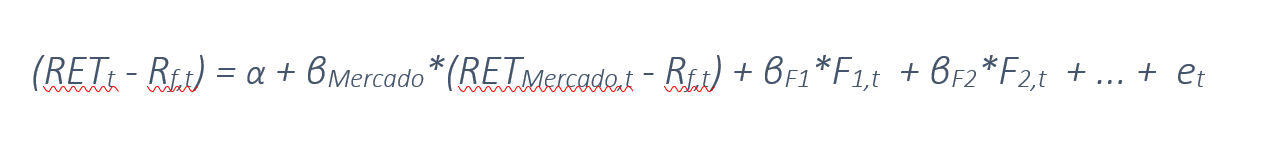 (RETt - Rf,t) = α + βMercado*(RETMercado,t - Rf,t) + βF1*F1,t + βF2*F2,t + ... + et